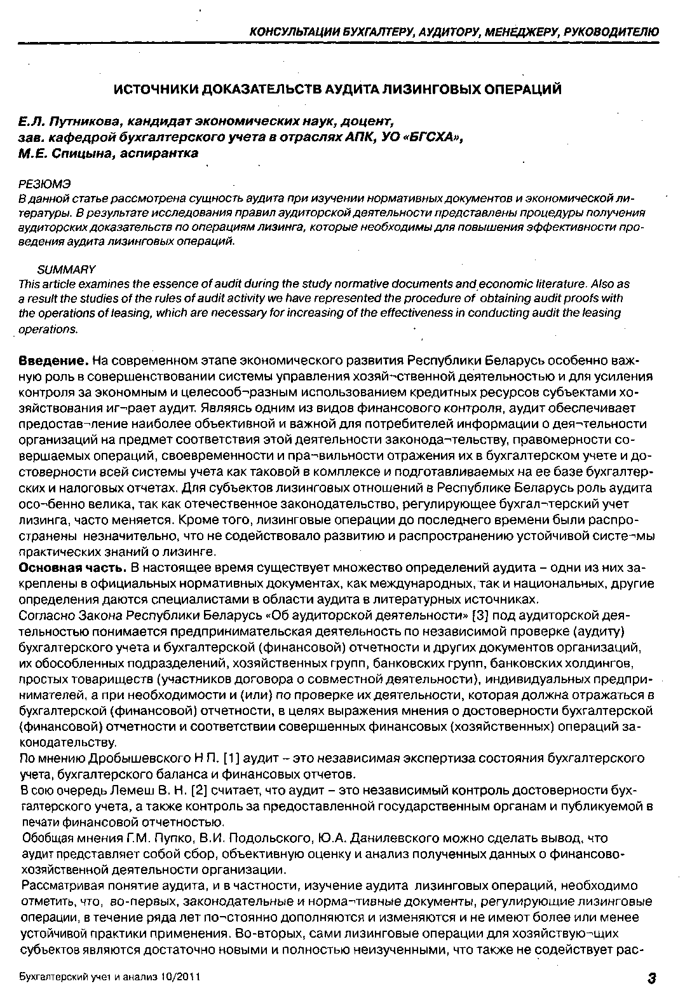 КОНСУЛЬТАЦИИ БУХГАЛТЕРУ, АУДИТОРУ, МЕНЕДЖЕРУ, РУКОВОДИТЕЛЮ
ИСТОЧНИКИ ДОКАЗАТЕЛЬСТВ АУДИТА ЛИЗИНГОВЫХ ОПЕРАЦИЙ
Е.Л. Путникова, кандидат экономических наук, доцент,
зав. кафедрой бухгалтерского учета в отраслях АПК, УО «БГСХА»,
М.Е. Спицына, аспирантка
РЕЗЮМЭ
В данной статье рассмотрена сущность аудита при изучении нормативных документов и экономической ли-
тературы. В результате исследования правил аудиторской деятельности представлены процедуры получения
аудиторских доказательств по операциям лизинга, которые необходимы для повышения эффективности про-
ведения аудита лизинговых операций.
SUMMARY
This article examines the essence of audit during the study normative documents and economic literature. Also as
a result the studies of the rules of audit activity we have represented the procedure of obtaining audit proofs with
the operations of leasing, which are necessary for increasing of the effectiveness in conducting audit the leasing
operations.
Введение. На современном этапе экономического развития Республики Беларусь особенно важ-
ную роль в совершенствовании системы управления хозяй¬ственной деятельностью и для усиления
контроля за экономным и целесооб¬разным использованием кредитных ресурсов субъектами хо-
зяйствования иг¬рает аудит. Являясь одним из видов финансового контроля, аудит обеспечивает
предостав¬ление наиболее объективной и важной для потребителей информации о дея¬тельности
организаций на предмет соответствия этой деятельности законода¬тельству, правомерности со-
вершаемых операций, своевременности и пра¬вильности отражения их в бухгалтерском учете и до-
стоверности всей системы учета как таковой в комплексе и подготавливаемых на ее базе бухгалтер-
ских и налоговых отчетах. Для субъектов лизинговых отношений в Республике Беларусь роль аудита
осо¬бенно велика, так как отечественное законодательство, регулирующее бухгал¬терский учет
лизинга, часто меняется. Кроме того, лизинговые операции до последнего времени были распро-
странены незначительно, что не содействовало развитию и распространению устойчивой систе¬мы
практических знаний о лизинге.
Основная часть. В настоящее время существует множество определений аудита – одни из них за-
креплены в официальных нормативных документах, как международных, так и национальных, другие
определения даются специалистами в области аудита в литературных источниках.
Согласно Закона Республики Беларусь «Об аудиторской деятельности» [3] под аудиторской дея-
тельностью понимается предпринимательская деятельность по независимой проверке (аудиту)
бухгалтерского учета и бухгалтерской (финансовой) отчетности и других документов организаций,
их обособленных подразделений, хозяйственных групп, банковских групп, банковских холдингов,
простых товариществ (участников договора о совместной деятельности), индивидуальных предпри-
нимателей, а при необходимости и (или) по проверке их деятельности, которая должна отражаться в
бухгалтерской (финансовой) отчетности, в целях выражения мнения о достоверности бухгалтерской
(финансовой) отчетности и соответствии совершенных финансовых (хозяйственных) операций за-
конодательству.
По мнению Дробышевского Н П. [1] аудит – это независимая экспертиза состояния бухгалтерского
учета, бухгалтерского баланса и финансовых отчетов.
В сою очередь Лемеш В. Н. [2] считает, что аудит – это независимый контроль достоверности бух-
галтерского учета, а также контроль за предоставленной государственным органам и публикуемой в
печати финансовой отчетностью.
Обобщая мнения Г.М. Пупко, В.И. Подольского, Ю.А. Данилевского можно сделать вывод, что
аудит представляет собой сбор, объективную оценку и анализ полученных данных о финансово-
хозяйственной деятельности организации.
Рассматривая понятие аудита, и в частности, изучение аудита лизинговых операций, необходимо
отметить, что, во-первых, законодательные и норма¬тивные документы, регулирующие лизинговые
операции, в течение ряда лет по¬стоянно дополняются и изменяются и не имеют более или менее
устойчивой практики применения. Во-вторых, сами лизинговые операции для хозяйствую¬щих
субъектов являются достаточно новыми и полностью неизученными, что также не содействует рас-
Бухгалтерский учет и анализ 10/2011
3